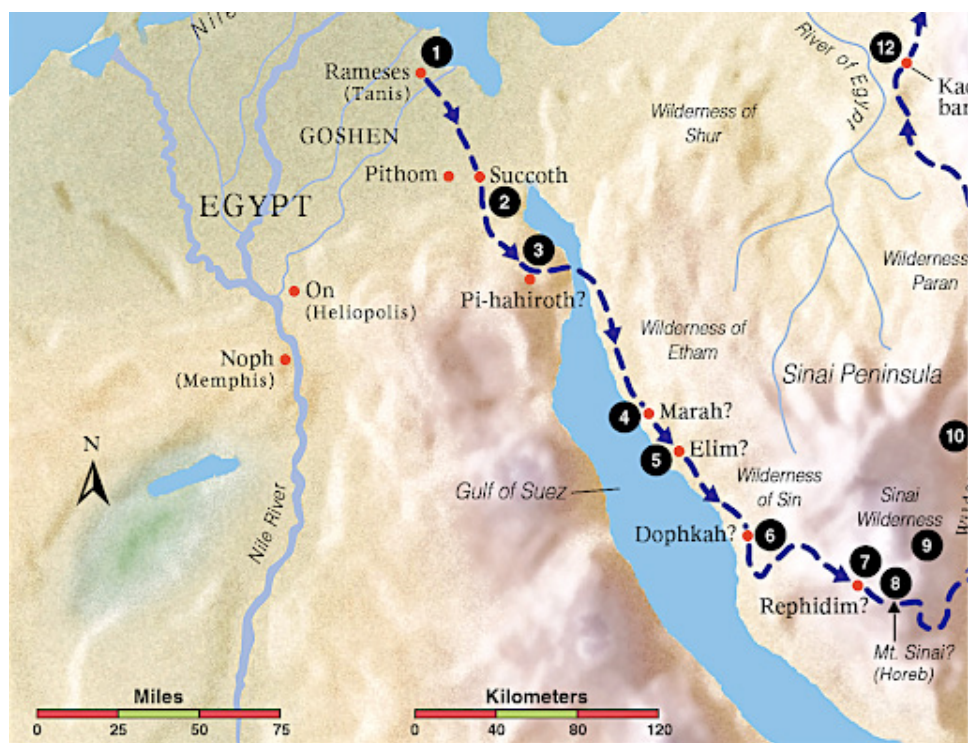 Nile
1
Rameses
(Tanis)
GOSHEN
Pithom
Succoth
2
EGYPT
3
Pi-hahiroth?
On
(Heliopolis)
Noph
(Memphis)
N
Nile River
River of Egypt
12
Kad
bar
Wilderness of
Shur
Wilderness
Paran
Wilderness of
Etham
Sinai Peninsula
4
Marah?
5
Elim?
10
Gulf of Suez
Wilderness
of Sin
Sinai
Wilderness
Dophkah?
6
7
9
8
Rephidim?
Mt. Sinai?
(Horeb)
Miles
0 25 50 75
Kilometers
0 40 80 120